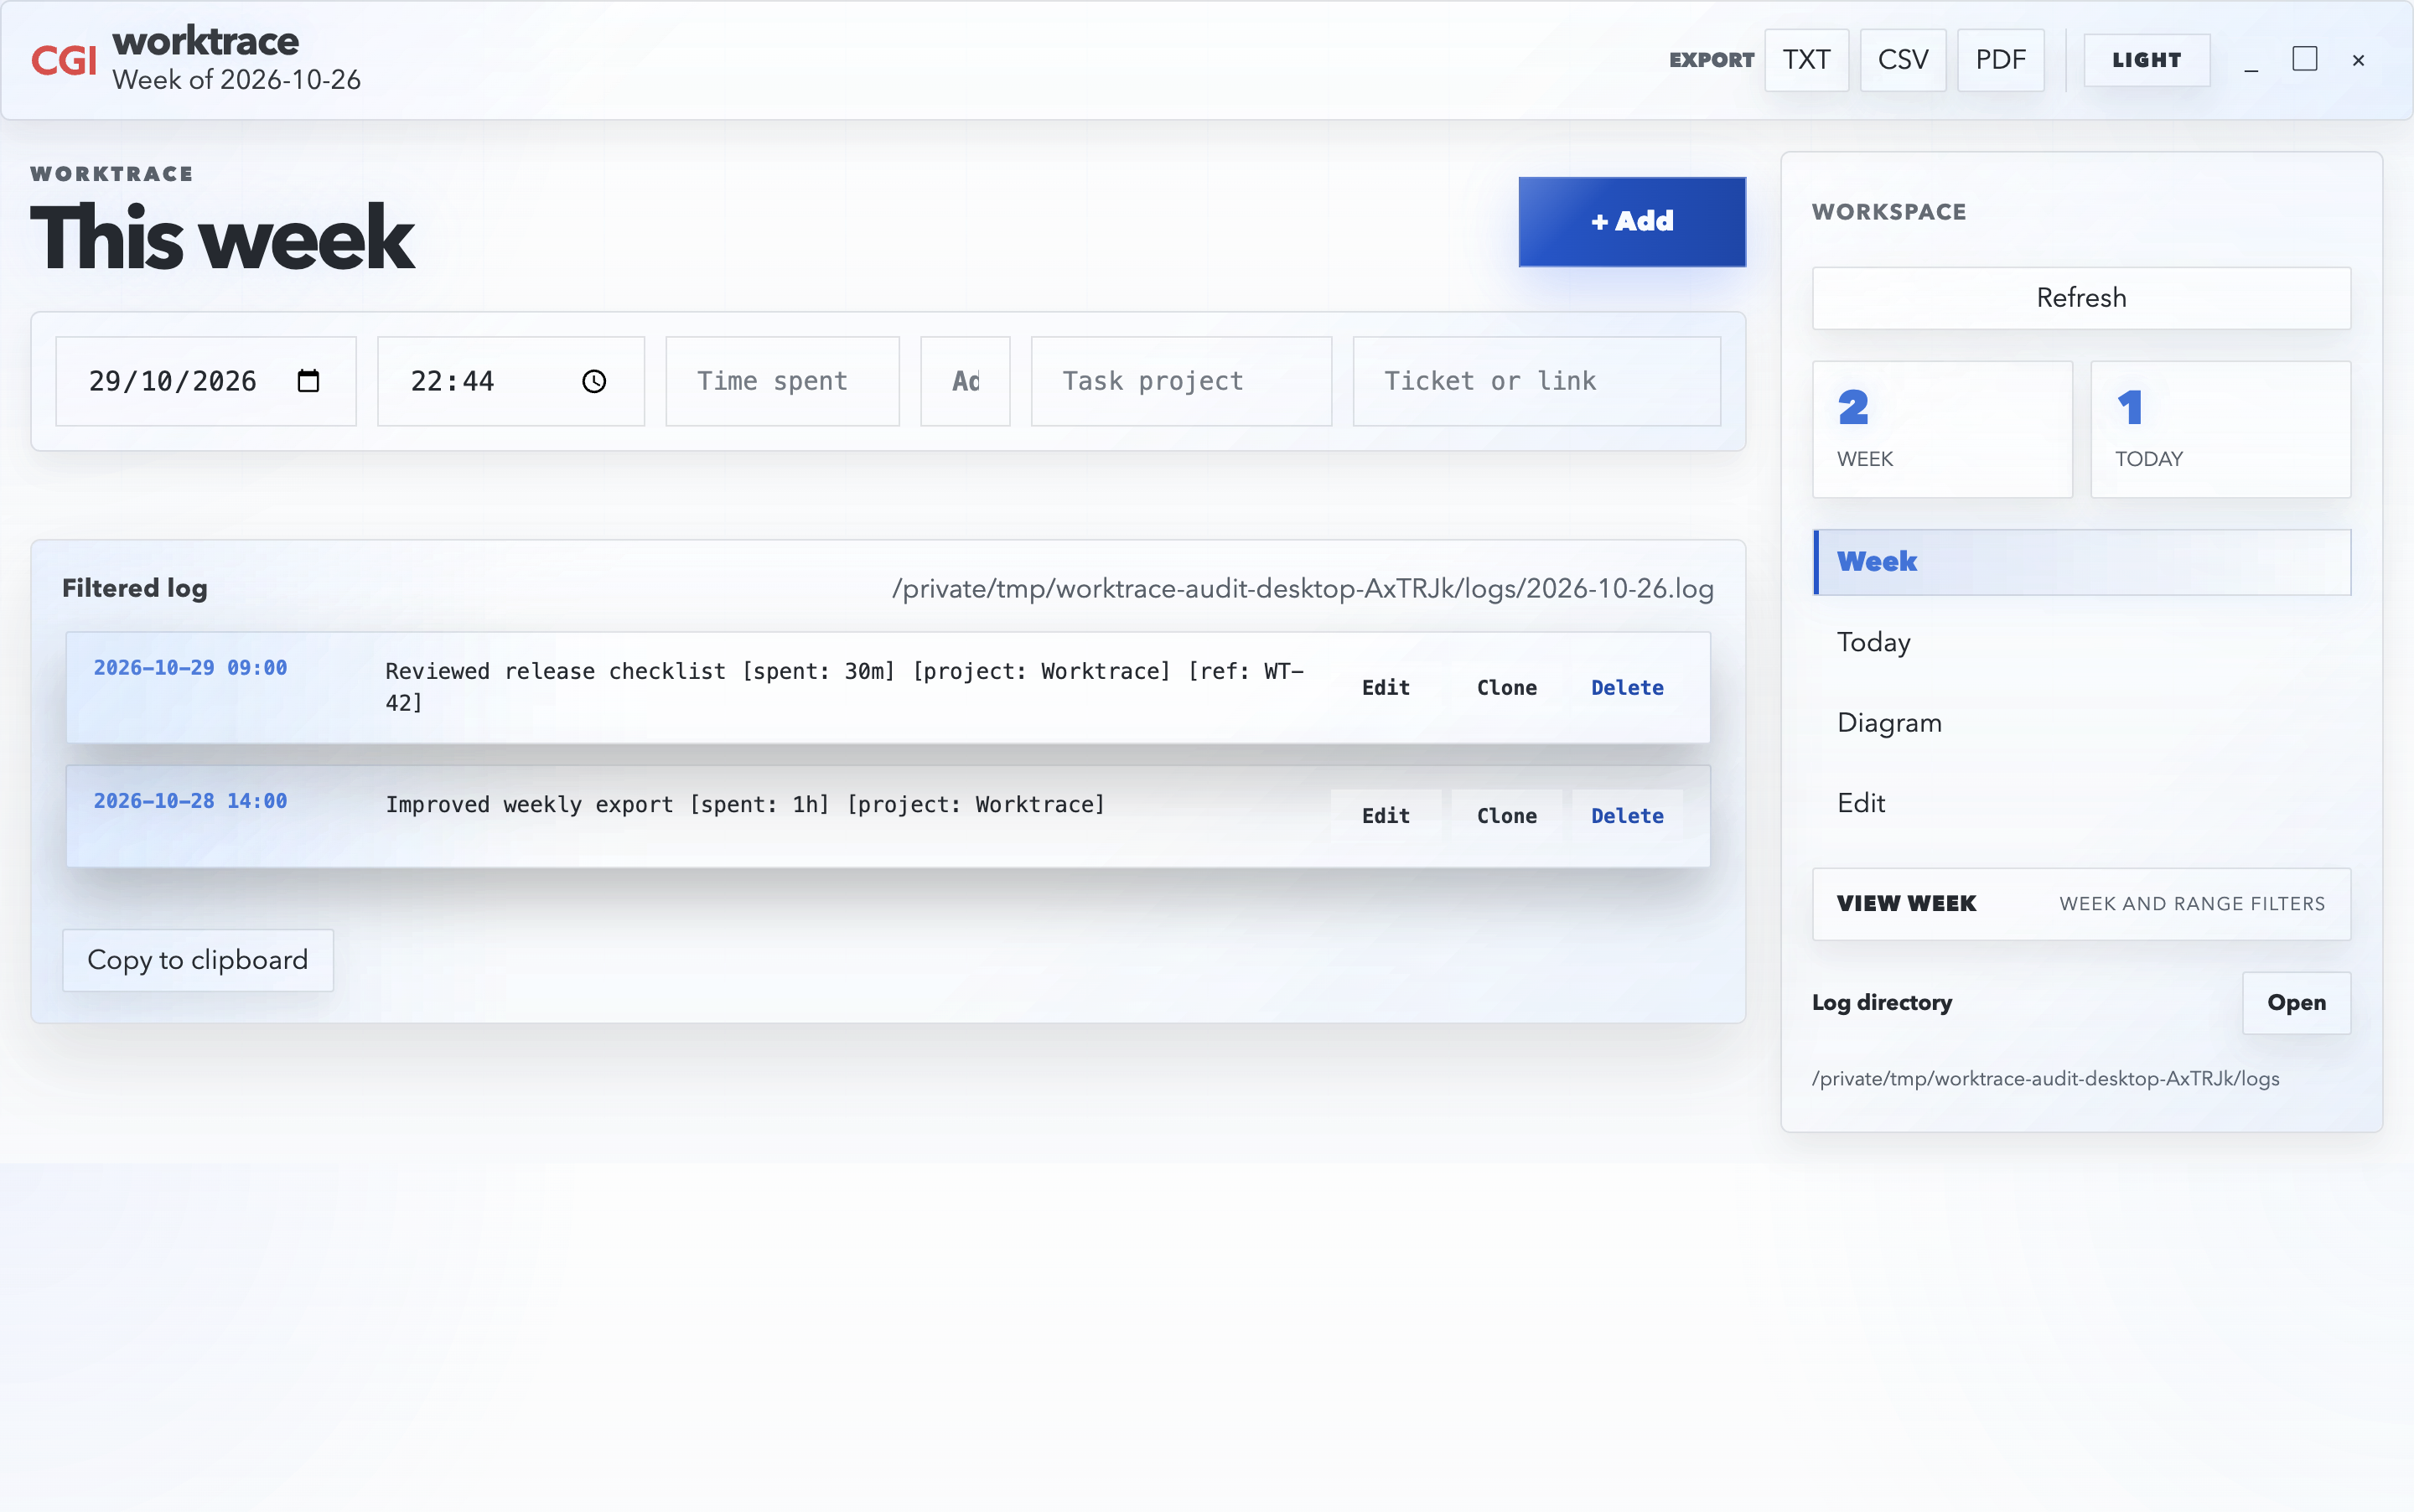 CGI
worktrace
Week of 2026-10-26
EXPORT TXT CSV PDF LIGHT _ ×
WORKTRACE
This week
+ Add
29/10/2026 22:44 Time spent Ad Task project Ticket or link
Filtered log /private/tmp/worktrace-audit-desktop-AxTRJk/logs/2026-10-26.log
2026-10-29 09:00 Reviewed release checklist [spent: 30m] [project: Worktrace] [ref: WT-
42]
Edit Clone Delete
2026-10-28 14:00 Improved weekly export [spent: 1h] [project: Worktrace] Edit Clone Delete
Copy to clipboard
WORKSPACE
Refresh
2 1
WEEK TODAY
Week
Today
Diagram
Edit
VIEW WEEK WEEK AND RANGE FILTERS
Log directory Open
/private/tmp/worktrace-audit-desktop-AxTRJk/logs